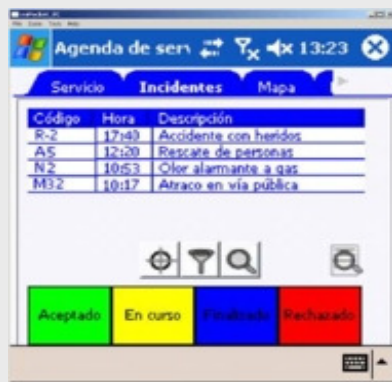 Agenda de serv 13:23
Servicio Incidentes Mapa
Código Hora Descripción
R-2 17:40 Accidente con heridos
A5 12:20 Rescate de personas
N2 10:53 Olor alarmante a gas
M32 10:17 Atraco en vía pública
Aceptado En curso Finalizado Rechazado